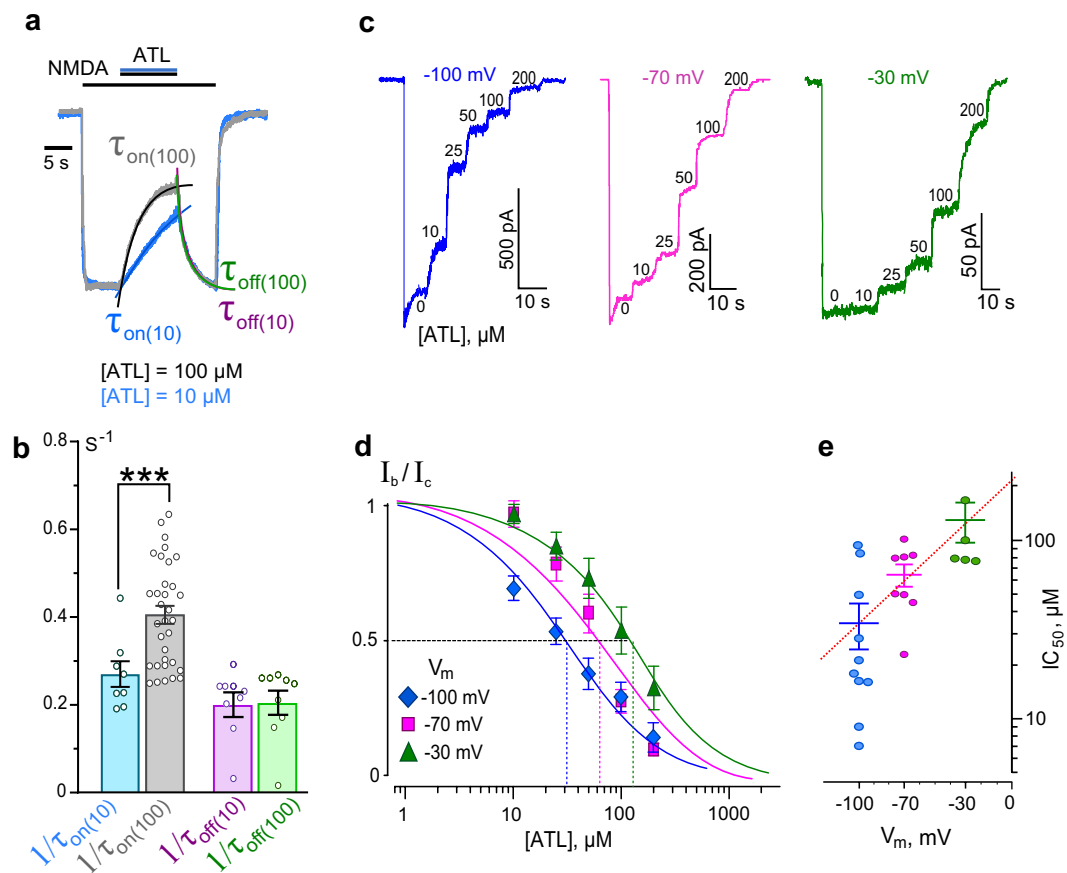 a
ATL
NMDA
5 s
τon(100)
τoff(100)
τon(10)
τoff(10)
[ATL] = 100 µM
[ATL] = 10 µM
c
-100 mV
0
10
25
50
100
200
500 pA
10 s
[ATL], µM
-70 mV
0
10
25
50
100
200
200 pA
10 s
-30 mV
0
10
25
50
100
200
50 pA
10 s
b
S-1
0.8
0.6
0.4
0.2
0
***
1/τon(10)
1/τon(100)
1/τoff(10)
1/τoff(100)
d
Ib / Ic
1
0.5
0
Vm
-100 mV
-70 mV
-30 mV
1
10
100
1000
[ATL], µM
e
100
10
IC50, µM
-100
-70
-30
0
Vm, mV